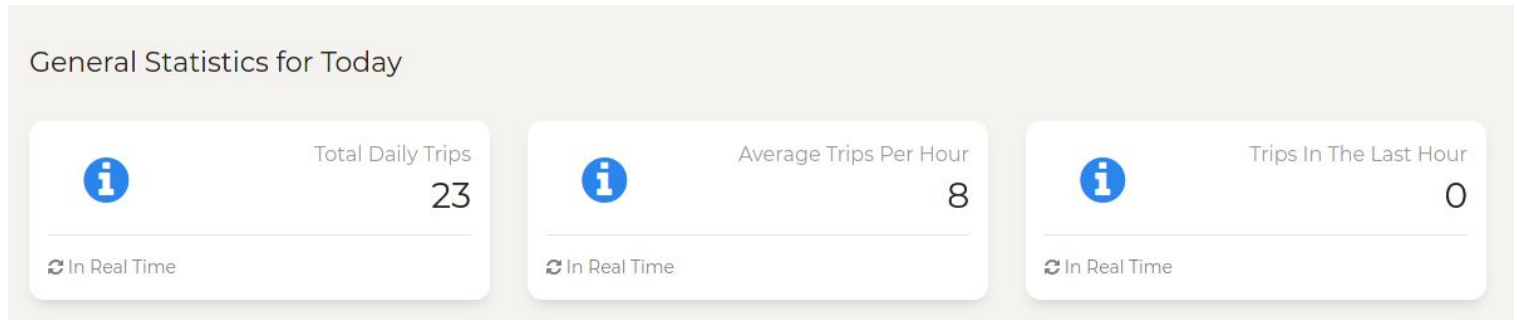 General Statistics for Today
Total Daily Trips
23
In Real Time
Average Trips Per Hour
8
In Real Time
Trips In The Last Hour
0
In Real Time